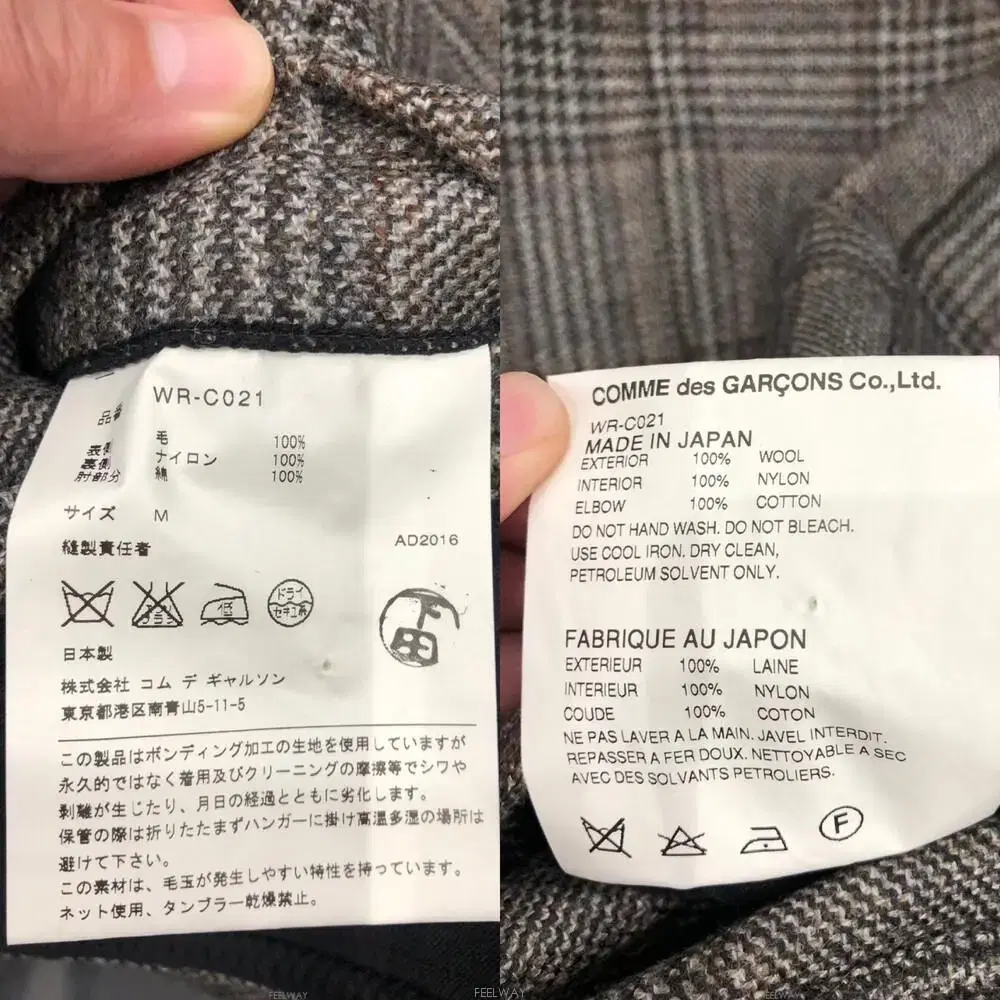 品番 WR-C021
表側 毛 100%
裏側 ナイロン 100%
肘部分 綿 100%
サイズ M
縫製責任者
AD2016
下田
ドライ
セキユ系
低
日本製
株式会社 コム デ ギャルソン
東京都港区南青山5-11-5
この製品はボンディング加工の生地を使用していますが
永久的ではなく着用及びクリーニングの摩擦等でシワや
剥離が生じたり、月日の経過とともに劣化します。
保管の際は折りたたまずハンガーに掛け高温多湿の場所は
避けて下さい。
この素材は、毛玉が発生しやすい特性を持っています。
ネット使用、タンブラー乾燥禁止。
COMME des GARÇONS Co.,Ltd.
WR-C021
MADE IN JAPAN
EXTERIOR 100% WOOL
INTERIOR 100% NYLON
ELBOW 100% COTTON
DO NOT HAND WASH. DO NOT BLEACH.
USE COOL IRON. DRY CLEAN,
PETROLEUM SOLVENT ONLY.
FABRIQUE AU JAPON
EXTERIEUR 100% LAINE
INTERIEUR 100% NYLON
COUDE 100% COTON
NE PAS LAVER A LA MAIN. JAVEL INTERDIT.
REPASSER A FER DOUX. NETTOYABLE A SEC
AVEC DES SOLVANTS PETROLIERS.
F
FEELWAY
FEELWAY